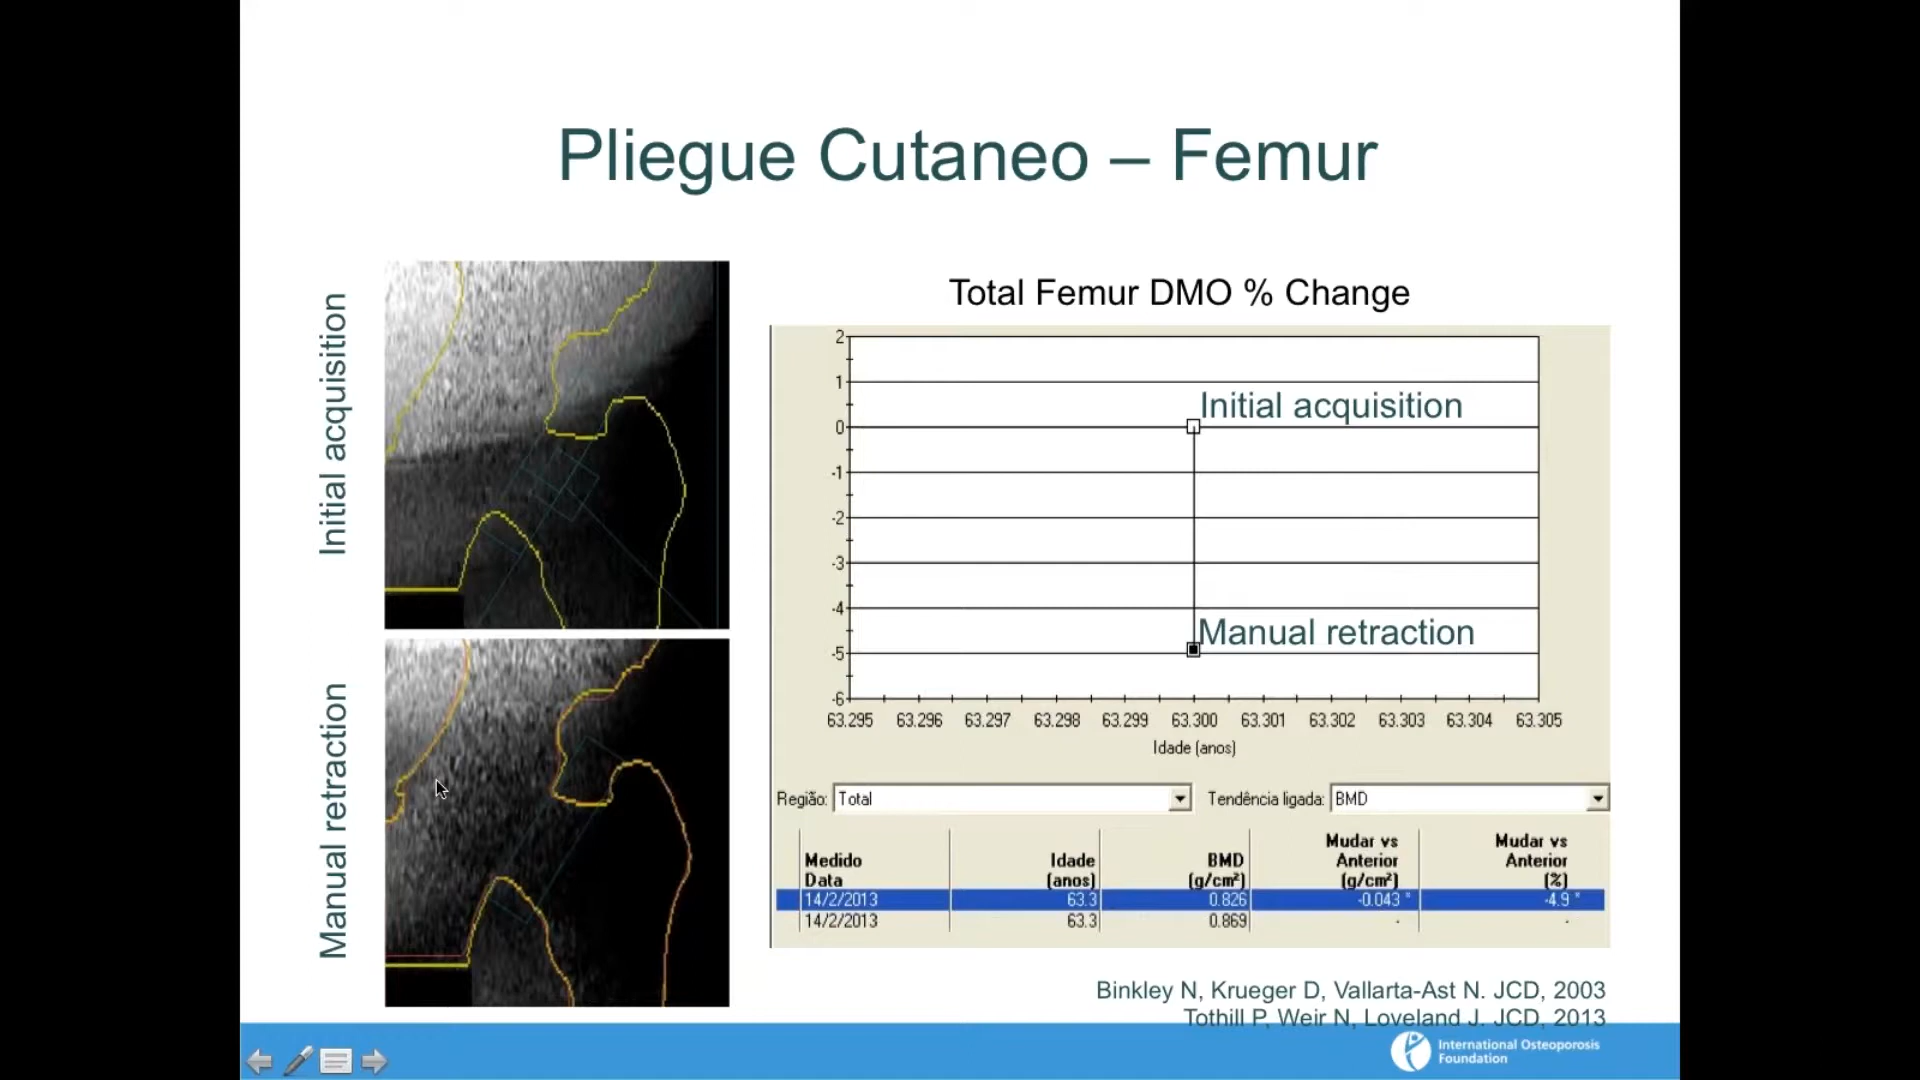 Pliegue Cutaneo – Femur
Initial acquisition
Manual retraction
Total Femur DMO % Change
2
1
0
-1
-2
-3
-4
-5
-6
Initial acquisition
Manual retraction
63.295 63.296 63.297 63.298 63.299 63.300 63.301 63.302 63.303 63.304 63.305
Idade (anos)
Região: Total Tendência ligada: BMD
Mudar vs Mudar vs
Medido Idade BMD Anterior Anterior
Data (anos) (g/cm²) (g/cm²) (%)
14/2/2013 63.3 0.826 -0.043 * -4.9 *
14/2/2013 63.3 0.869 - -
Binkley N, Krueger D, Vallarta-Ast N. JCD, 2003
Tothill P, Weir N, Loveland J. JCD, 2013
International Osteoporosis
Foundation